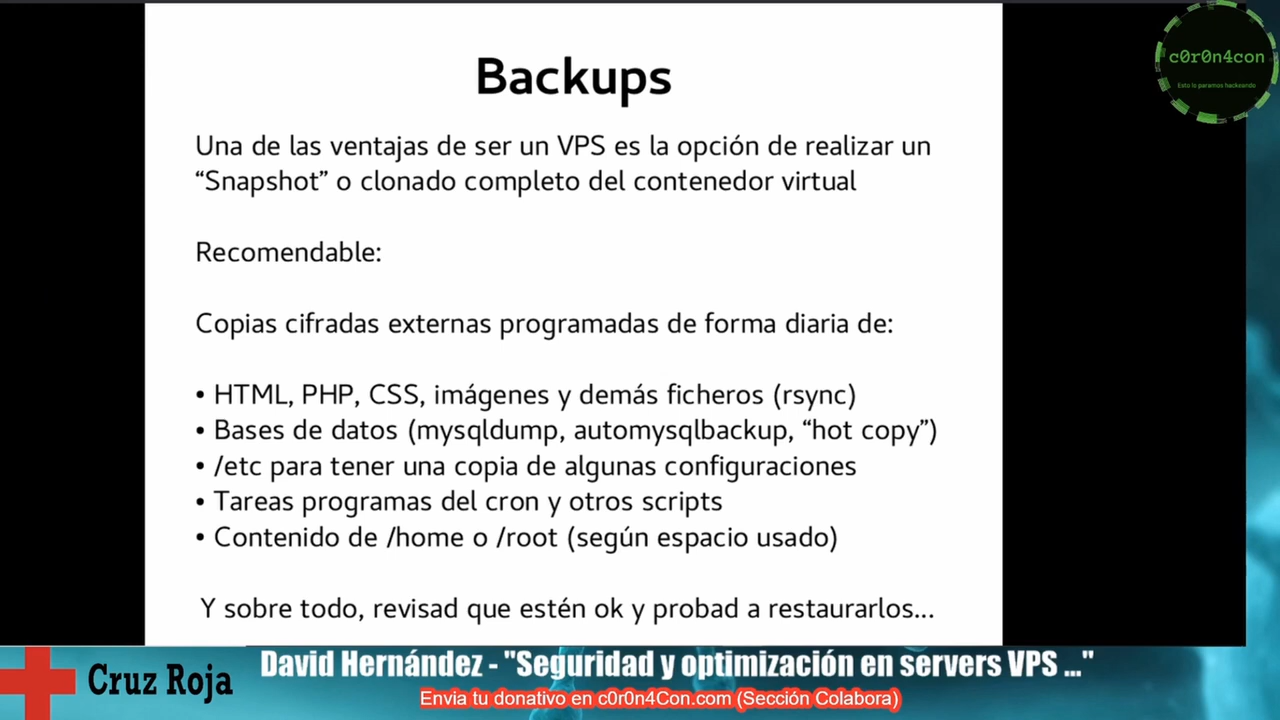 Backups
Una de las ventajas de ser un VPS es la opción de realizar un
“Snapshot” o clonado completo del contenedor virtual
Recomendable:
Copias cifradas externas programadas de forma diaria de:
• HTML, PHP, CSS, imágenes y demás ficheros (rsync)
• Bases de datos (mysqldump, automysqlbackup, “hot copy”)
• /etc para tener una copia de algunas configuraciones
• Tareas programas del cron y otros scripts
• Contenido de /home o /root (según espacio usado)
Y sobre todo, revisad que estén ok y probad a restaurarlos...
c0r0n4con
Esto lo paramos hackeando
Cruz Roja
David Hernández - "Seguridad y optimización en servers VPS ..."
Envia tu donativo en c0r0n4Con.com (Sección Colabora)